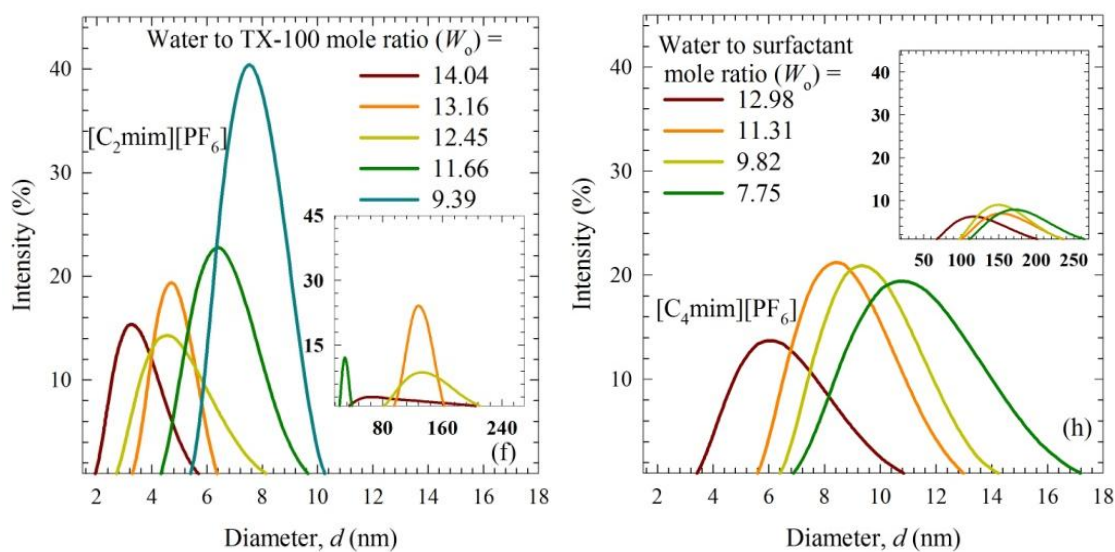 Water to TX-100 mole ratio (Wₒ) =
14.04
13.16
12.45
11.66
9.39
[C₂mim][PF₆]
Intensity (%)
40
30
20
10
45
30
15
80 160 240
(f)
2 4 6 8 10 12 14 16 18
Diameter, d (nm)
Water to surfactant
mole ratio (Wₒ) =
12.98
11.31
9.82
7.75
40
30
20
10
50 100 150 200 250
[C₄mim][PF₆]
Intensity (%)
40
30
20
10
(h)
2 4 6 8 10 12 14 16 18
Diameter, d (nm)